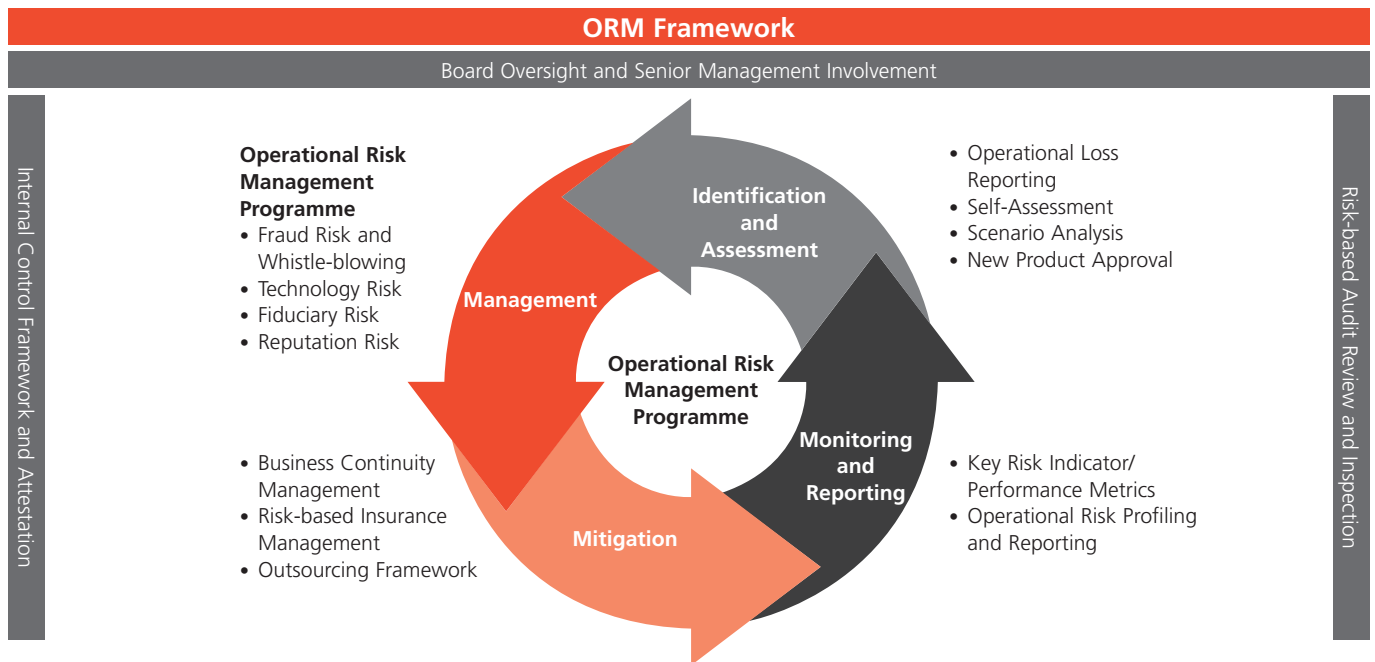 ORM Framework
Board Oversight and Senior Management Involvement
Internal Control Framework and Attestation
Operational Risk
Management
Programme
• Fraud Risk and
Whistle-blowing
• Technology Risk
• Fiduciary Risk
• Reputation Risk
• Business Continuity
Management
• Risk-based Insurance
Management
• Outsourcing Framework
Identification
and
Assessment
Management
Operational Risk
Management
Programme
Monitoring
and
Reporting
Mitigation
• Operational Loss
Reporting
• Self-Assessment
• Scenario Analysis
• New Product Approval
• Key Risk Indicator/
Performance Metrics
• Operational Risk Profiling
and Reporting
Risk-based Audit Review and Inspection